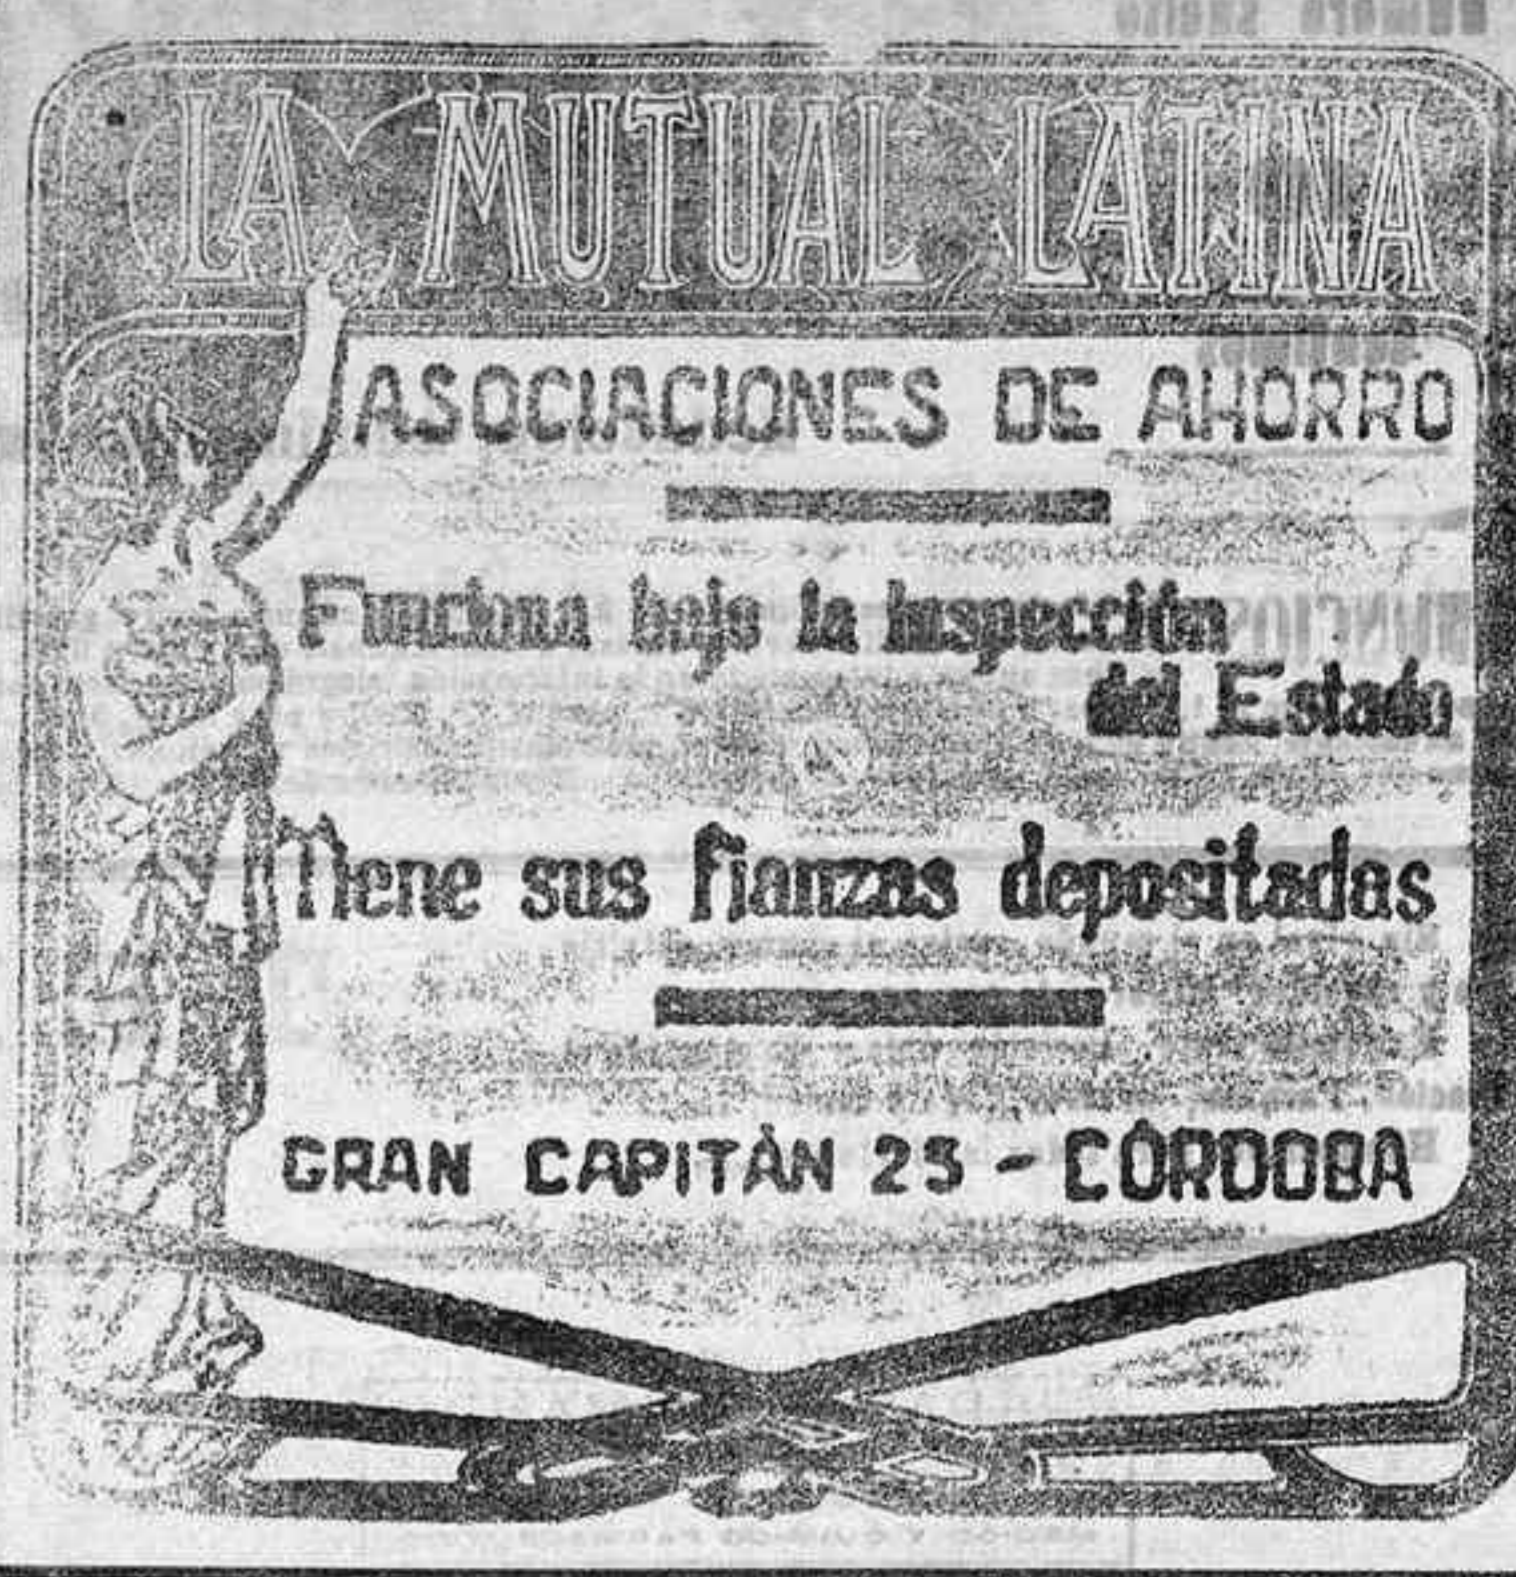 LA MUTUAL LATINA
ASOCIACIONES DE AHORRO
Funciona bajo la inspección
del Estado
Tiene sus fianzas depositadas
GRAN CAPITÁN 25 - CÓRDOBA